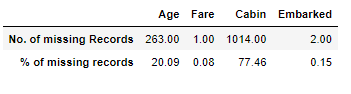 Age Fare Cabin Embarked
No. of missing Records 263.00 1.00 1014.00 2.00
% of missing records 20.09 0.08 77.46 0.15